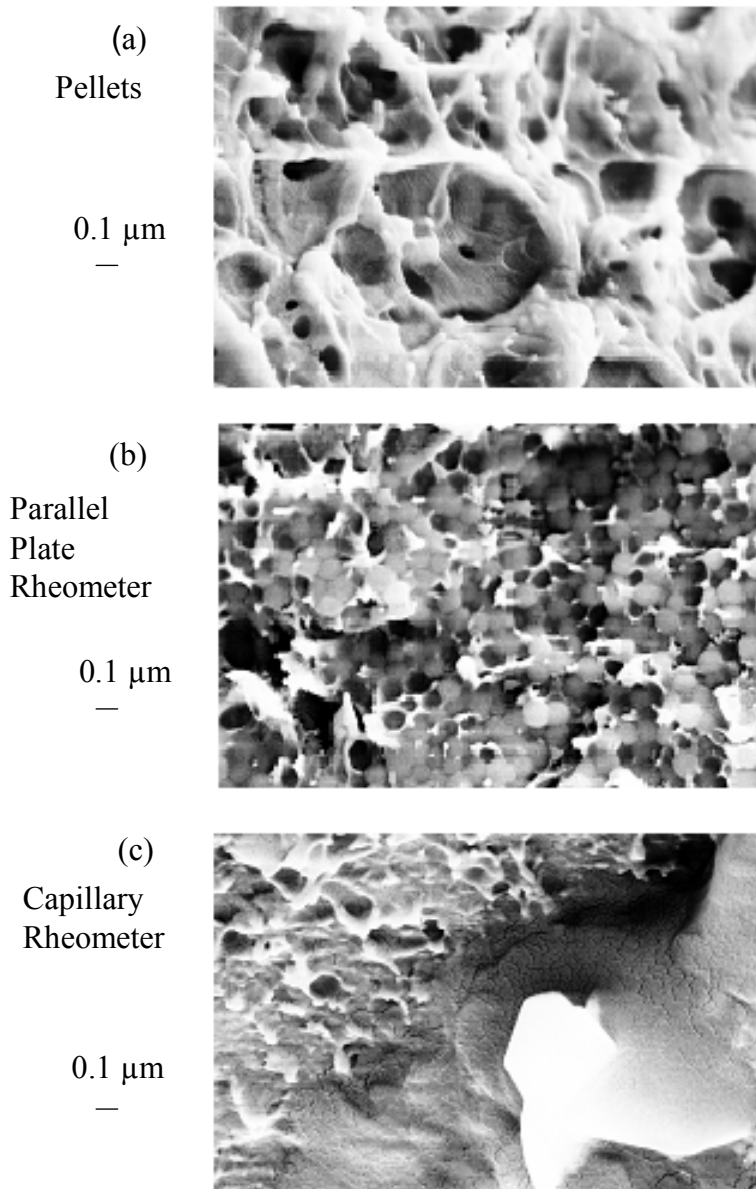 (a)
Pellets
0.1 µm
(b)
Parallel
Plate
Rheometer
0.1 µm
(c)
Capillary
Rheometer
0.1 µm